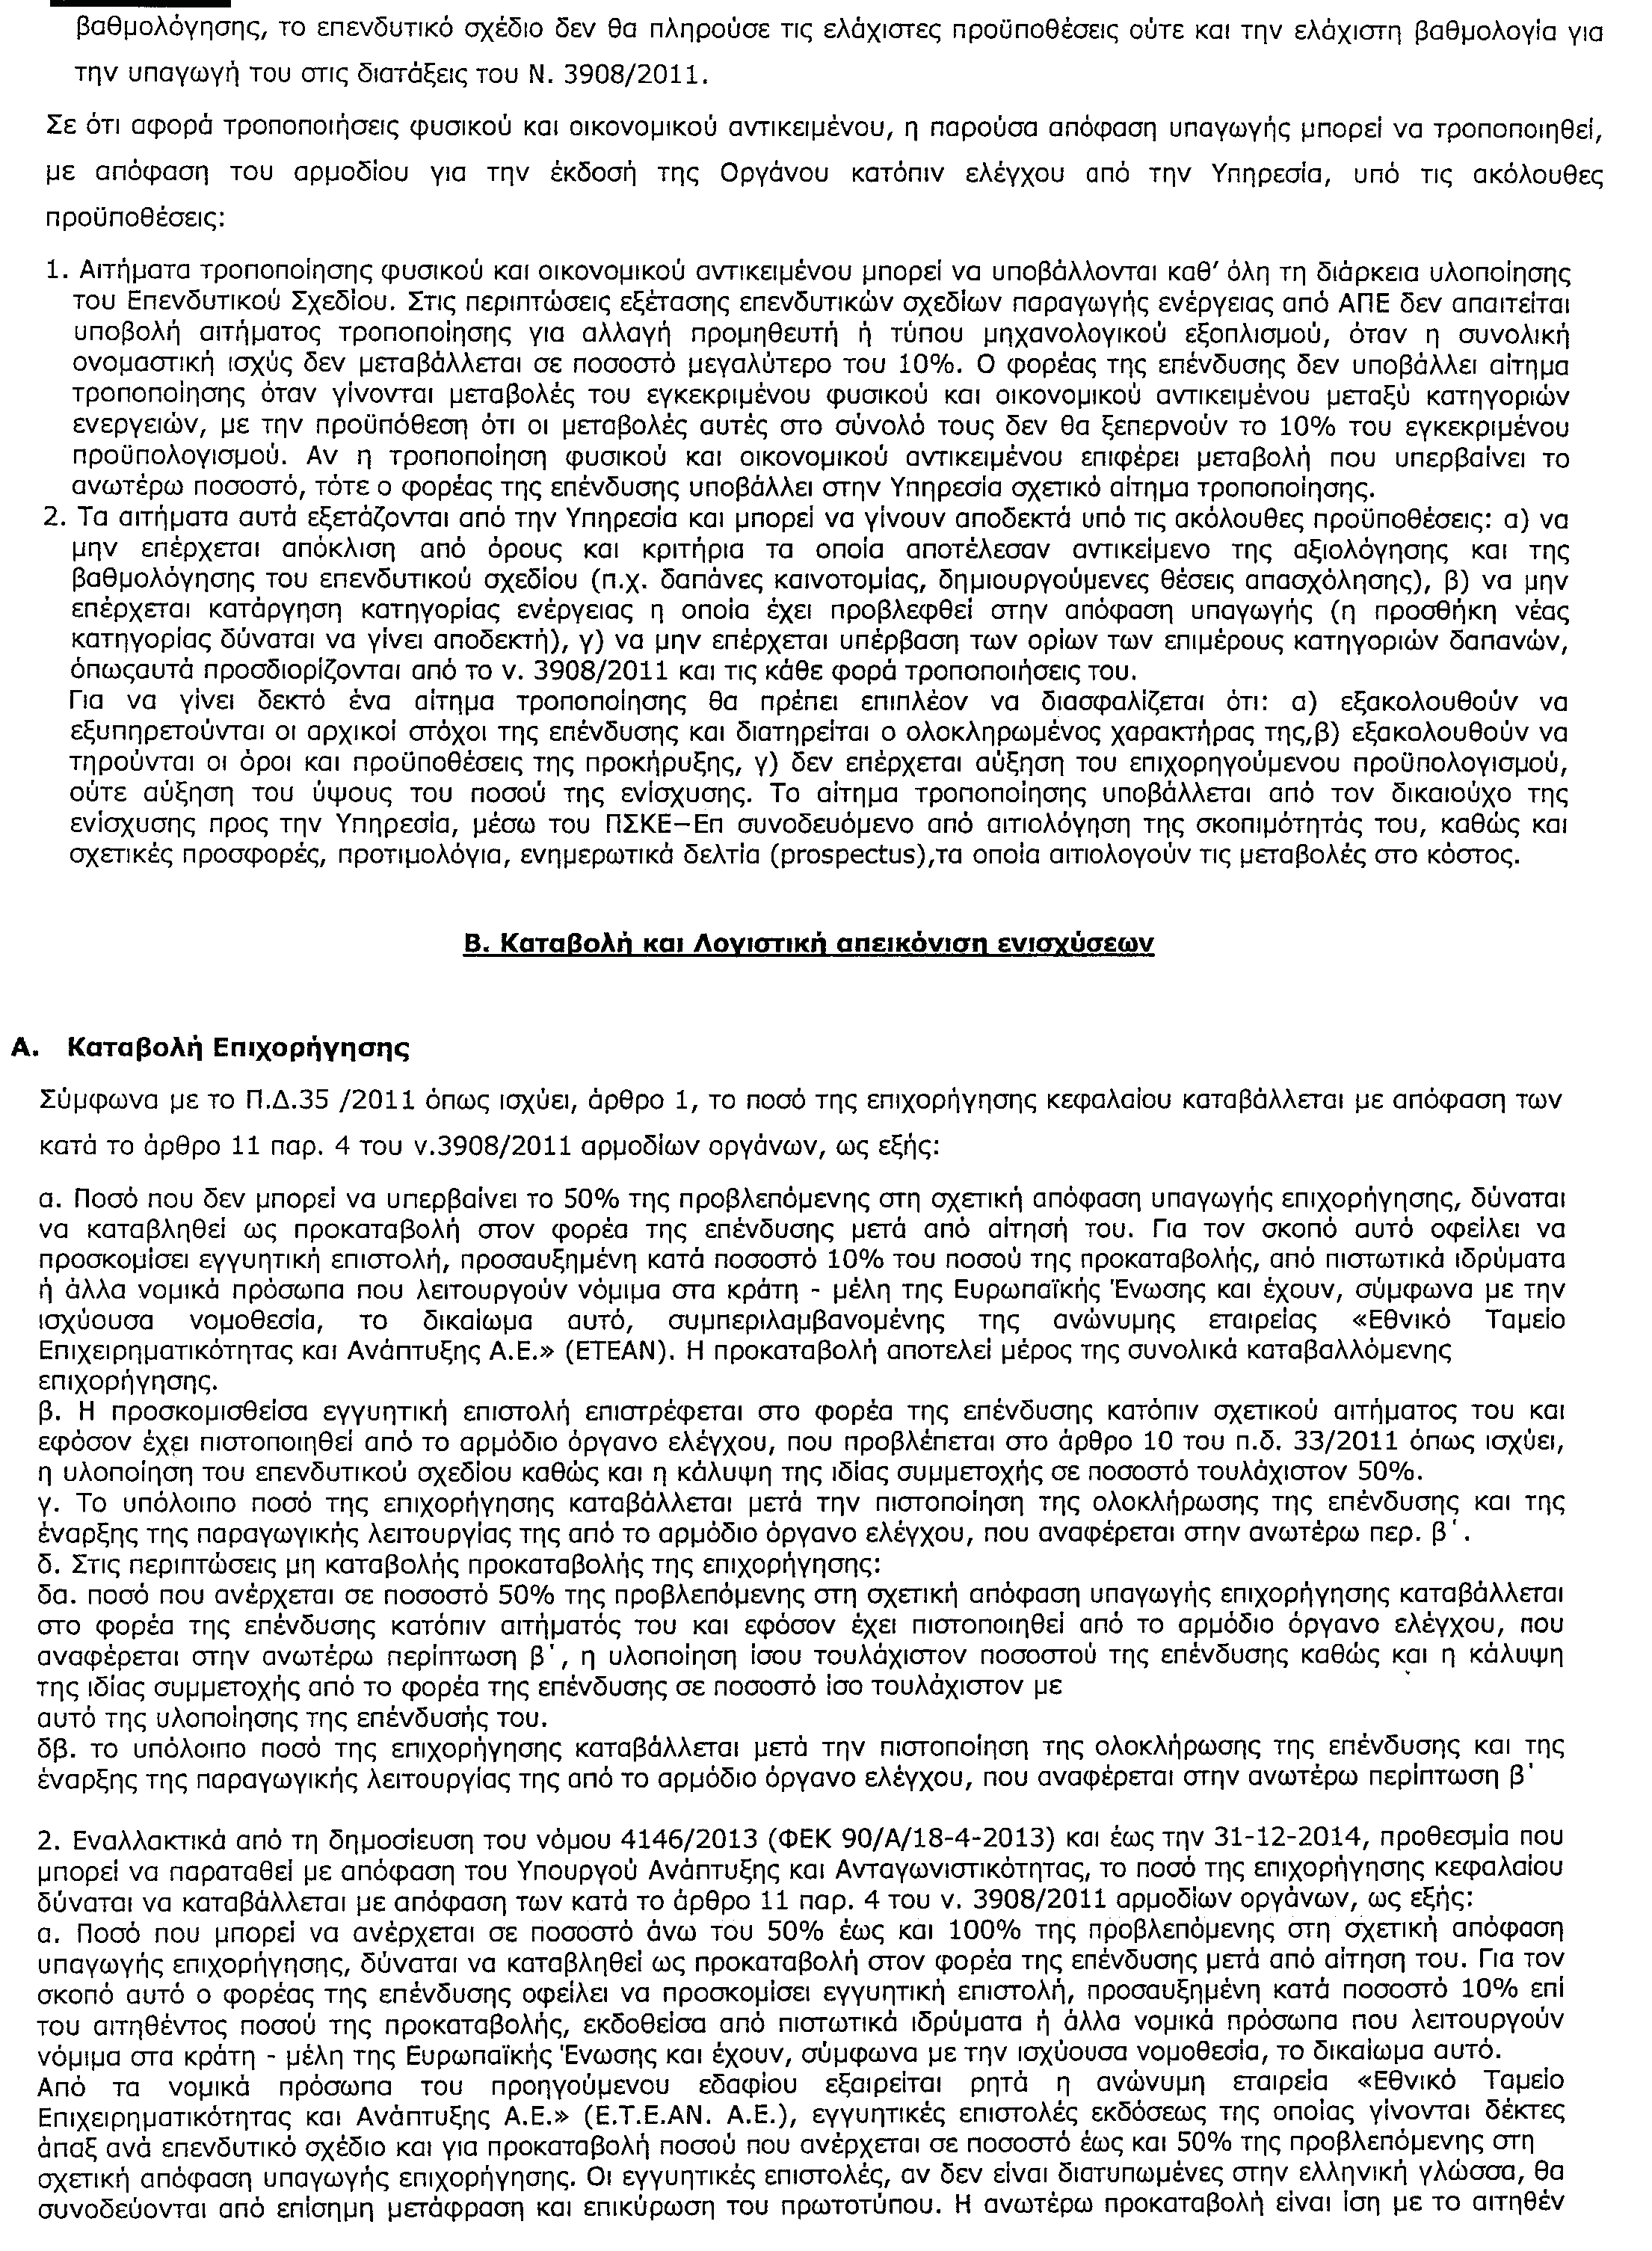 βαθμολόγησης, το επενδυτικό σχέδιο δεν θα πληρούσε τις ελάχιστες προϋποθέσεις ούτε και την ελάχιστη βαθμολογία για
την υπαγωγή του στις διατάξεις του Ν. 3908/2011.
Σε ότι αφορά τροποποιήσεις φυσικού και οικονομικού αντικειμένου, η παρούσα απόφαση υπαγωγής μπορεί να τροποποιηθεί,
με απόφαση του αρμοδίου για την έκδοσή της Οργάνου κατόπιν ελέγχου από την Υπηρεσία, υπό τις ακόλουθες
προϋποθέσεις:
1. Αιτήματα τροποποίησης φυσικού και οικονομικού αντικειμένου μπορεί να υποβάλλονται καθ' όλη τη διάρκεια υλοποίησης
του Επενδυτικού Σχεδίου. Στις περιπτώσεις εξέτασης επενδυτικών σχεδίων παραγωγής ενέργειας από ΑΠΕ δεν απαιτείται
υποβολή αιτήματος τροποποίησης για αλλαγή προμηθευτή ή τύπου μηχανολογικού εξοπλισμού, όταν η συνολική
ονομαστική ισχύς δεν μεταβάλλεται σε ποσοστό μεγαλύτερο του 10%. Ο φορέας της επένδυσης δεν υποβάλλει αίτημα
τροποποίησης όταν γίνονται μεταβολές του εγκεκριμένου φυσικού και οικονομικού αντικειμένου μεταξύ κατηγοριών
ενεργειών, με την προϋπόθεση ότι οι μεταβολές αυτές στο σύνολό τους δεν θα ξεπερνούν το 10% του εγκεκριμένου
προϋπολογισμού. Αν η τροποποίηση φυσικού και οικονομικού αντικειμένου επιφέρει μεταβολή που υπερβαίνει το
ανωτέρω ποσοστό, τότε ο φορέας της επένδυσης υποβάλλει στην Υπηρεσία σχετικό αίτημα τροποποίησης.
2. Τα αιτήματα αυτά εξετάζονται από την Υπηρεσία και μπορεί να γίνουν αποδεκτά υπό τις ακόλουθες προϋποθέσεις: α) να
μην επέρχεται απόκλιση από όρους και κριτήρια τα οποία αποτέλεσαν αντικείμενο της αξιολόγησης και της
βαθμολόγησης του επενδυτικού σχεδίου (π.χ. δαπάνες καινοτομίας, δημιουργούμενες θέσεις απασχόλησης), β) να μην
επέρχεται κατάργηση κατηγορίας ενέργειας η οποία έχει προβλεφθεί στην απόφαση υπαγωγής (η προσθήκη νέας
κατηγορίας δύναται να γίνει αποδεκτή), γ) να μην επέρχεται υπέρβαση των ορίων των επιμέρους κατηγοριών δαπανών,
όπωςαυτά προσδιορίζονται από το ν. 3908/2011 και τις κάθε φορά τροποποιήσεις του.
Για να γίνει δεκτό ένα αίτημα τροποποίησης θα πρέπει επιπλέον να διασφαλίζεται ότι: α) εξακολουθούν να
εξυπηρετούνται οι αρχικοί στόχοι της επένδυσης και διατηρείται ο ολοκληρωμένος χαρακτήρας της,β) εξακολουθούν να
τηρούνται οι όροι και προϋποθέσεις της προκήρυξης, γ) δεν επέρχεται αύξηση του επιχορηγούμενου προϋπολογισμού,
ούτε αύξηση του ύψους του ποσού της ενίσχυσης. Το αίτημα τροποποίησης υποβάλλεται από τον δικαιούχο της
ενίσχυσης προς την Υπηρεσία, μέσω του ΠΣΚΕ–Επ συνοδευόμενο από αιτιολόγηση της σκοπιμότητάς του, καθώς και
σχετικές προσφορές, προτιμολόγια, ενημερωτικά δελτία (prospectus),τα οποία αιτιολογούν τις μεταβολές στο κόστος.
Β. Καταβολή και Λογιστική απεικόνιση ενισχύσεων
Α. Καταβολή Επιχορήγησης
Σύμφωνα με το Π.Δ.35 /2011 όπως ισχύει, άρθρο 1, το ποσό της επιχορήγησης κεφαλαίου καταβάλλεται με απόφαση των
κατά το άρθρο 11 παρ. 4 του ν.3908/2011 αρμοδίων οργάνων, ως εξής:
α. Ποσό που δεν μπορεί να υπερβαίνει το 50% της προβλεπόμενης στη σχετική απόφαση υπαγωγής επιχορήγησης, δύναται
να καταβληθεί ως προκαταβολή στον φορέα της επένδυσης μετά από αίτησή του. Για τον σκοπό αυτό οφείλει να
προσκομίσει εγγυητική επιστολή, προσαυξημένη κατά ποσοστό 10% του ποσού της προκαταβολής, από πιστωτικά ιδρύματα
ή άλλα νομικά πρόσωπα που λειτουργούν νόμιμα στα κράτη - μέλη της Ευρωπαϊκής Ένωσης και έχουν, σύμφωνα με την
ισχύουσα νομοθεσία, το δικαίωμα αυτό, συμπεριλαμβανομένης της ανώνυμης εταιρείας «Εθνικό Ταμείο
Επιχειρηματικότητας και Ανάπτυξης Α.Ε.» (ΕΤΕΑΝ). Η προκαταβολή αποτελεί μέρος της συνολικά καταβαλλόμενης
επιχορήγησης.
β. Η προσκομισθείσα εγγυητική επιστολή επιστρέφεται στο φορέα της επένδυσης κατόπιν σχετικού αιτήματος του και
εφόσον έχει πιστοποιηθεί από το αρμόδιο όργανο ελέγχου, που προβλέπεται στο άρθρο 10 του π.δ. 33/2011 όπως ισχύει,
η υλοποίηση του επενδυτικού σχεδίου καθώς και η κάλυψη της ιδίας συμμετοχής σε ποσοστό τουλάχιστον 50%.
γ. Το υπόλοιπο ποσό της επιχορήγησης καταβάλλεται μετά την πιστοποίηση της ολοκλήρωσης της επένδυσης και της
έναρξης της παραγωγικής λειτουργίας της από το αρμόδιο όργανο ελέγχου, που αναφέρεται στην ανωτέρω περ. β΄.
δ. Στις περιπτώσεις μη καταβολής προκαταβολής της επιχορήγησης:
δα. ποσό που ανέρχεται σε ποσοστό 50% της προβλεπόμενης στη σχετική απόφαση υπαγωγής επιχορήγησης καταβάλλεται
στο φορέα της επένδυσης κατόπιν αιτήματός του και εφόσον έχει πιστοποιηθεί από το αρμόδιο όργανο ελέγχου, που
αναφέρεται στην ανωτέρω περίπτωση β΄, η υλοποίηση ίσου τουλάχιστον ποσοστού της επένδυσης καθώς και η κάλυψη
της ιδίας συμμετοχής από το φορέα της επένδυσης σε ποσοστό ίσο τουλάχιστον με
αυτό της υλοποίησης της επένδυσής του.
δβ. το υπόλοιπο ποσό της επιχορήγησης καταβάλλεται μετά την πιστοποίηση της ολοκλήρωσης της επένδυσης και της
έναρξης της παραγωγικής λειτουργίας της από το αρμόδιο όργανο ελέγχου, που αναφέρεται στην ανωτέρω περίπτωση β΄
2. Εναλλακτικά από τη δημοσίευση του νόμου 4146/2013 (ΦΕΚ 90/Α/18-4-2013) και έως την 31-12-2014, προθεσμία που
μπορεί να παραταθεί με απόφαση του Υπουργού Ανάπτυξης και Ανταγωνιστικότητας, το ποσό της επιχορήγησης κεφαλαίου
δύναται να καταβάλλεται με απόφαση των κατά το άρθρο 11 παρ. 4 του ν. 3908/2011 αρμοδίων οργάνων, ως εξής:
α. Ποσό που μπορεί να ανέρχεται σε ποσοστό άνω του 50% έως και 100% της προβλεπόμενης στη σχετική απόφαση
υπαγωγής επιχορήγησης, δύναται να καταβληθεί ως προκαταβολή στον φορέα της επένδυσης μετά από αίτηση του. Για τον
σκοπό αυτό ο φορέας της επένδυσης οφείλει να προσκομίσει εγγυητική επιστολή, προσαυξημένη κατά ποσοστό 10% επί
του αιτηθέντος ποσού της προκαταβολής, εκδοθείσα από πιστωτικά ιδρύματα ή άλλα νομικά πρόσωπα που λειτουργούν
νόμιμα στα κράτη - μέλη της Ευρωπαϊκής Ένωσης και έχουν, σύμφωνα με την ισχύουσα νομοθεσία, το δικαίωμα αυτό.
Από τα νομικά πρόσωπα του προηγούμενου εδαφίου εξαιρείται ρητά η ανώνυμη εταιρεία «Εθνικό Ταμείο
Επιχειρηματικότητας και Ανάπτυξης Α.Ε.» (Ε.Τ.Ε.ΑΝ. Α.Ε.), εγγυητικές επιστολές εκδόσεως της οποίας γίνονται δέκτες
άπαξ ανά επενδυτικό σχέδιο και για προκαταβολή ποσού που ανέρχεται σε ποσοστό έως και 50% της προβλεπόμενης στη
σχετική απόφαση υπαγωγής επιχορήγησης. Οι εγγυητικές επιστολές, αν δεν είναι διατυπωμένες στην ελληνική γλώσσα, θα
συνοδεύονται από επίσημη μετάφραση και επικύρωση του πρωτοτύπου. Η ανωτέρω προκαταβολή είναι ίση με το αιτηθέν